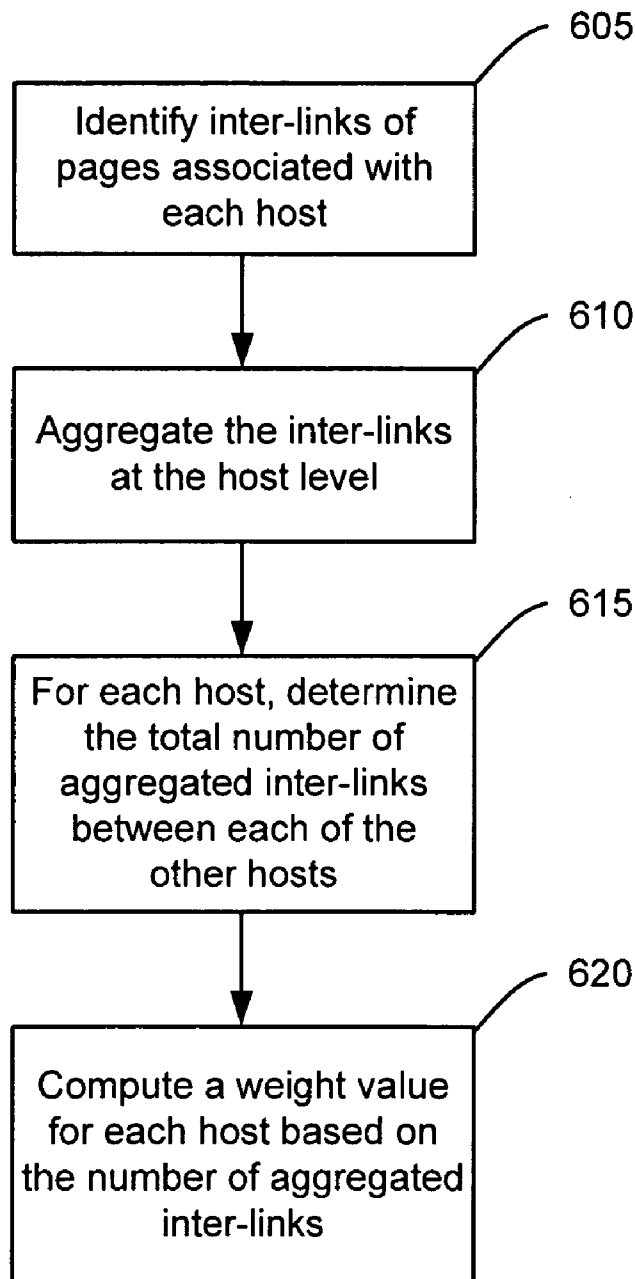 605
Identify inter-links of
pages associated with
each host
610
Aggregate the inter-links
at the host level
615
For each host, determine
the total number of
aggregated inter-links
between each of the
other hosts
620
Compute a weight value
for each host based on
the number of aggregated
inter-links